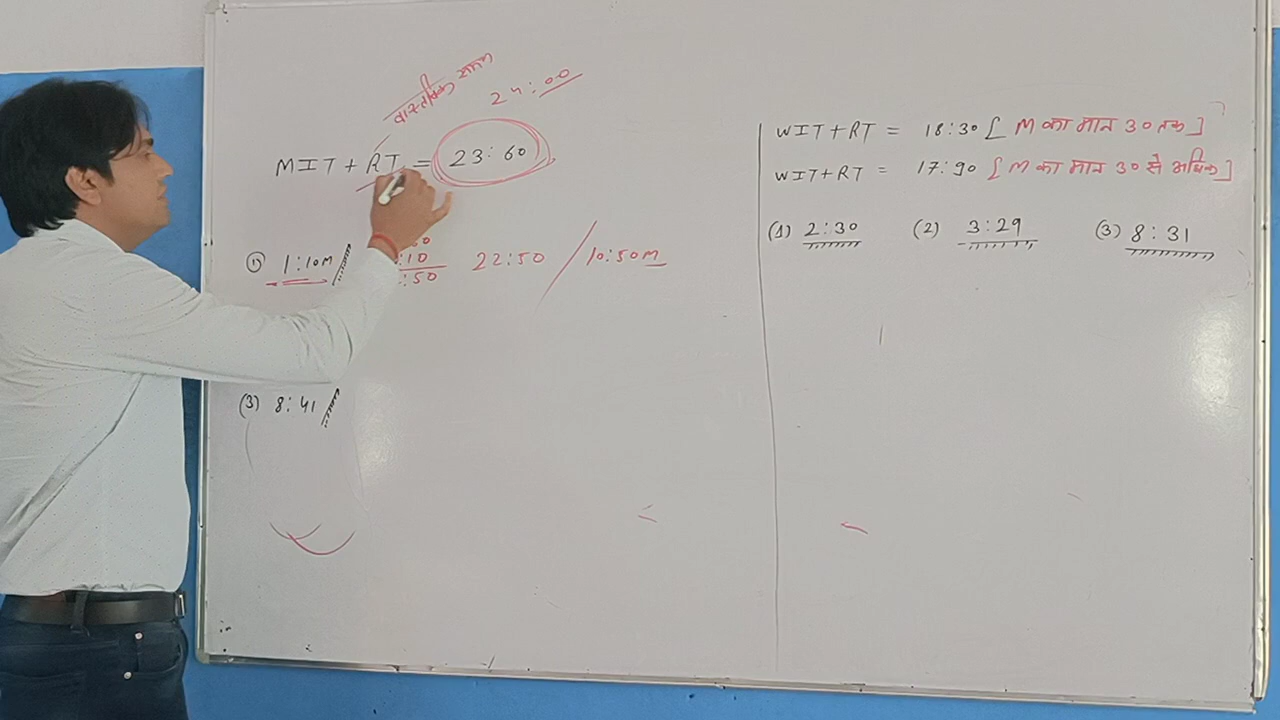 वास्तविक समय
24:00
MIT + RT = 23:60
(1) 1:10m
:10
:50
22:50 / 10:50m
(3) 8:41
WIT+RT = 18:30 [M का मान 30 तक]
WIT+RT = 17:90 [M का मान 30 से अधिक]
(1) 2:30 (2) 3:29 (3) 8:31